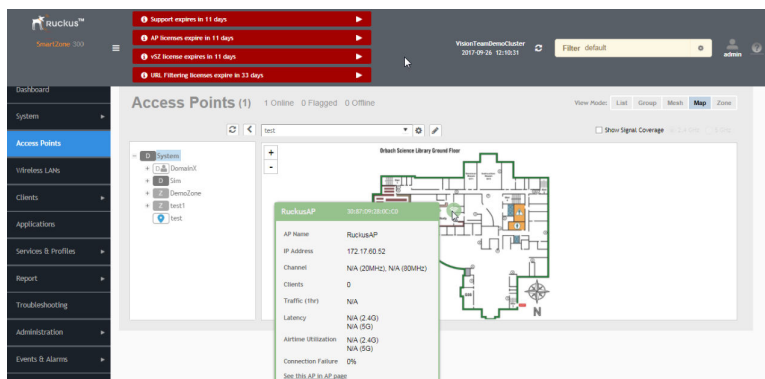 Ruckus™
SmartZone 300
Support expires in 11 days
AP licenses expire in 11 days
vSZ license expires in 11 days
URL Filtering licenses expire in 33 days
VisionTeamDemoCluster
2017-09-26 12:10:31
Filter default
admin
Dashboard
System
Access Points
Wireless LANs
Clients
Applications
Services & Profiles
Report
Troubleshooting
Administration
Events & Alarms
Access Points (1) 1 Online 0 Flagged 0 Offline
View Mode: List Group Mesh Map Zone
test
Show Signal Coverage
D System
D DomainX
D Sim
Z DemoZone
Z test1
test
+
-
Orbach Science Library Ground Floor
N
RuckusAP
AP Name RuckusAP
IP Address 172.17.60.52
Channel N/A (20MHz), N/A (80MHz)
Clients 0
Traffic (1hr) N/A
Latency N/A (2.4G)
N/A (5G)
Airtime Utilization N/A (2.4G)
N/A (5G)
Connection Failure 0%
See this AP in AP page